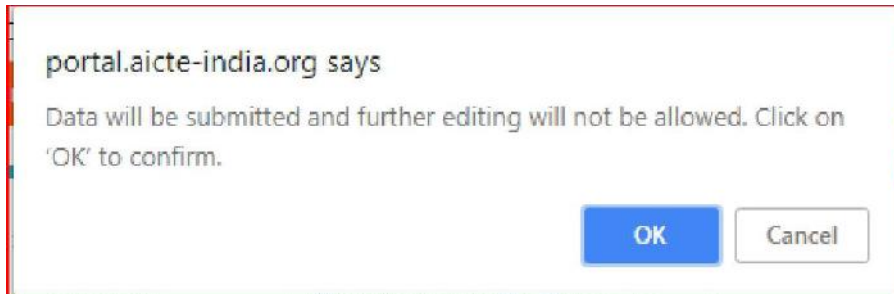 portal.aicte-india.org says
Data will be submitted and further editing will not be allowed. Click on
'OK' to confirm.
OK Cancel